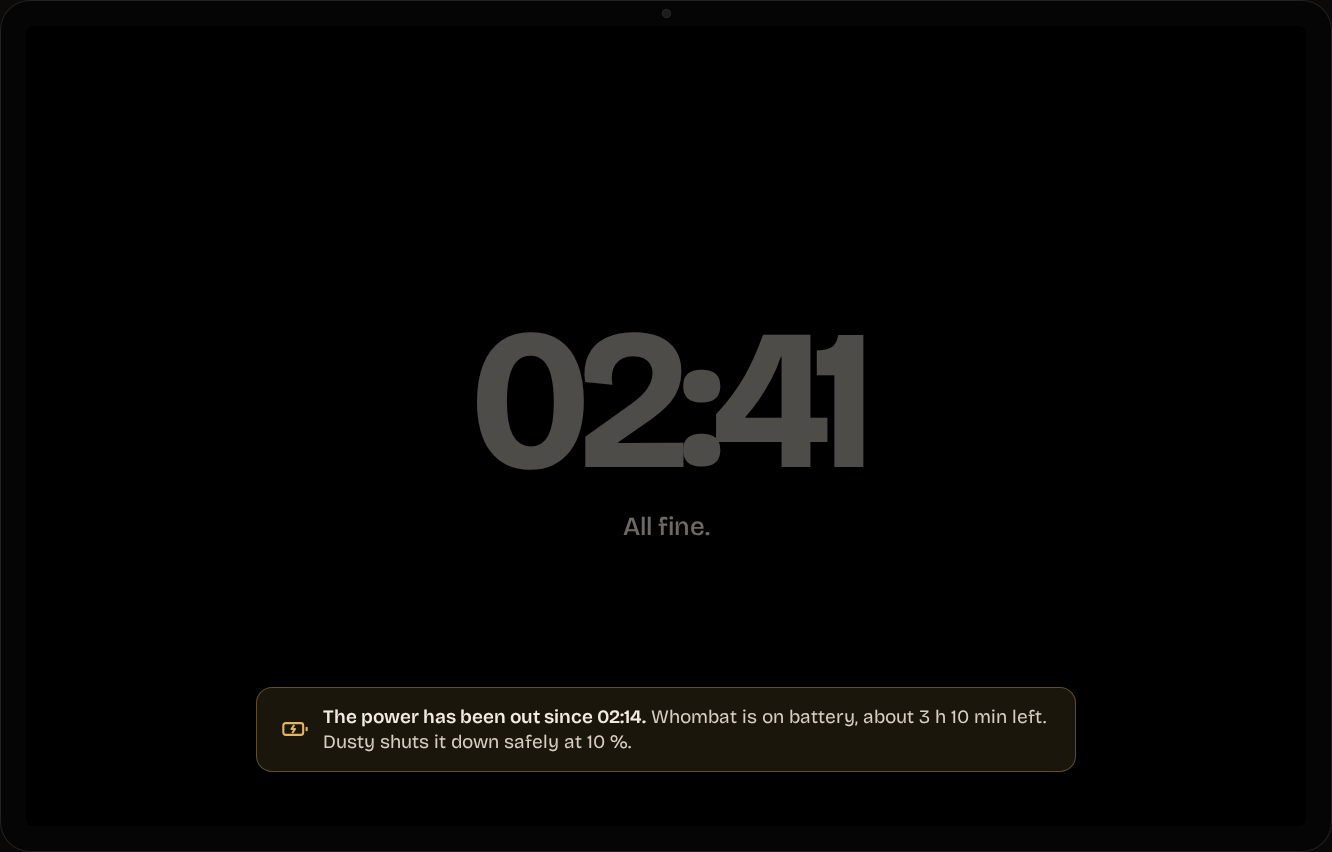 02:41
All fine.
The power has been out since 02:14. Whombat is on battery, about 3 h 10 min left.
Dusty shuts it down safely at 10 %.